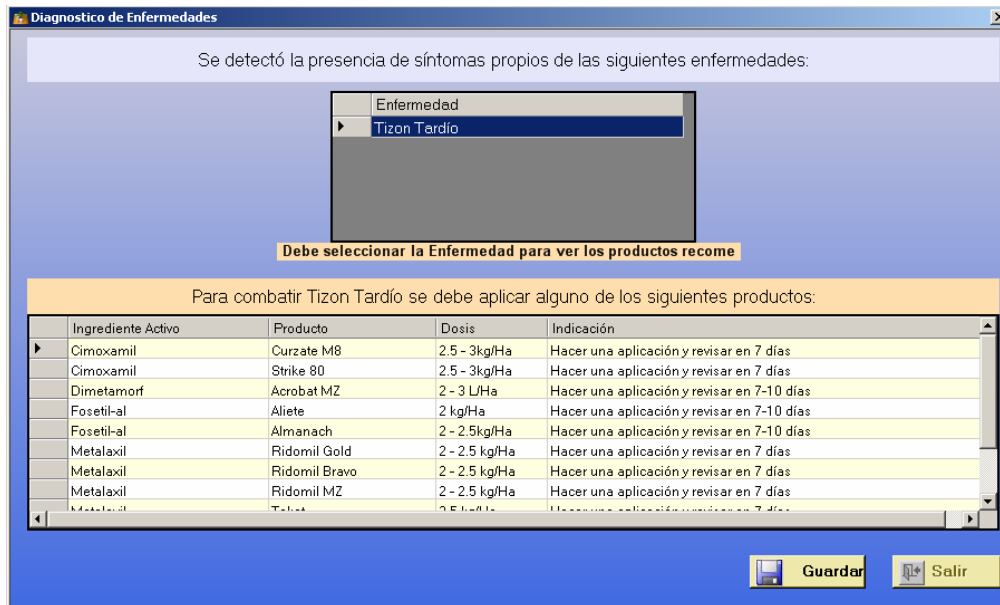 Diagnostico de Enfermedades
Se detectó la presencia de síntomas propios de las siguientes enfermedades:
Enfermedad
Tizon Tardío
Debe seleccionar la Enfermedad para ver los productos recome
Para combatir Tizon Tardío se debe aplicar alguno de los siguientes productos:
Ingrediente Activo Producto Dosis Indicación
Cimoxamil Curzate M8 2.5 - 3kg/Ha Hacer una aplicación y revisar en 7 días
Cimoxamil Strike 80 2.5 - 3kg/Ha Hacer una aplicación y revisar en 7 días
Dimetamorf Acrobat MZ 2 - 3 L/Ha Hacer una aplicación y revisar en 7-10 días
Fosetil-al Aliete 2 kg/Ha Hacer una aplicación y revisar en 7-10 días
Fosetil-al Almanach 2 - 2.5kg/Ha Hacer una aplicación y revisar en 7-10 días
Metalaxil Ridomil Gold 2 - 2.5 kg/Ha Hacer una aplicación y revisar en 7 días
Metalaxil Ridomil Bravo 2 - 2.5 kg/Ha Hacer una aplicación y revisar en 7 días
Metalaxil Ridomil MZ 2 - 2.5 kg/Ha Hacer una aplicación y revisar en 7 días
Guardar Salir